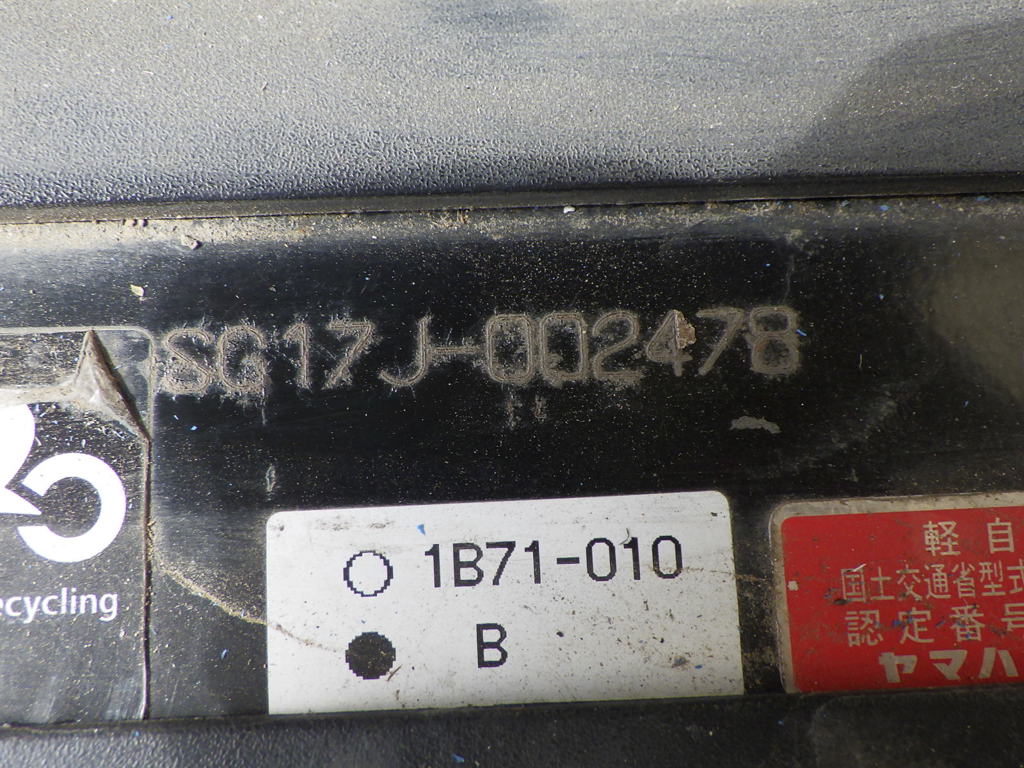 SG17J-002478
○ 1B71-010
● B
ecycling
軽自
国土交通省型式
認定番号
ヤマハ